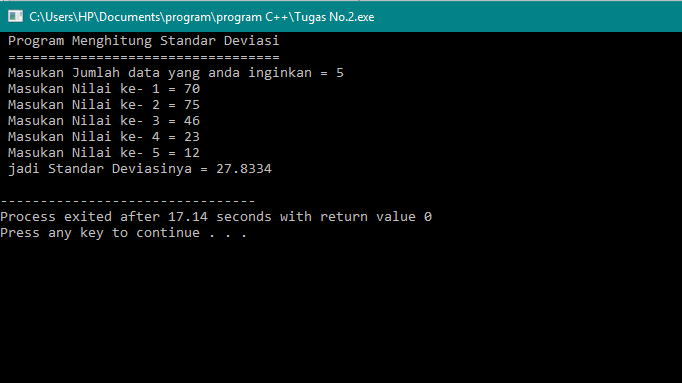 C:\Users\HP\Documents\program\program C++\Tugas No.2.exe
Program Menghitung Standar Deviasi
==================================
Masukan Jumlah data yang anda inginkan = 5
Masukan Nilai ke- 1 = 70
Masukan Nilai ke- 2 = 75
Masukan Nilai ke- 3 = 46
Masukan Nilai ke- 4 = 23
Masukan Nilai ke- 5 = 12
jadi Standar Deviasinya = 27.8334
--------------------------------
Process exited after 17.14 seconds with return value 0
Press any key to continue . . .